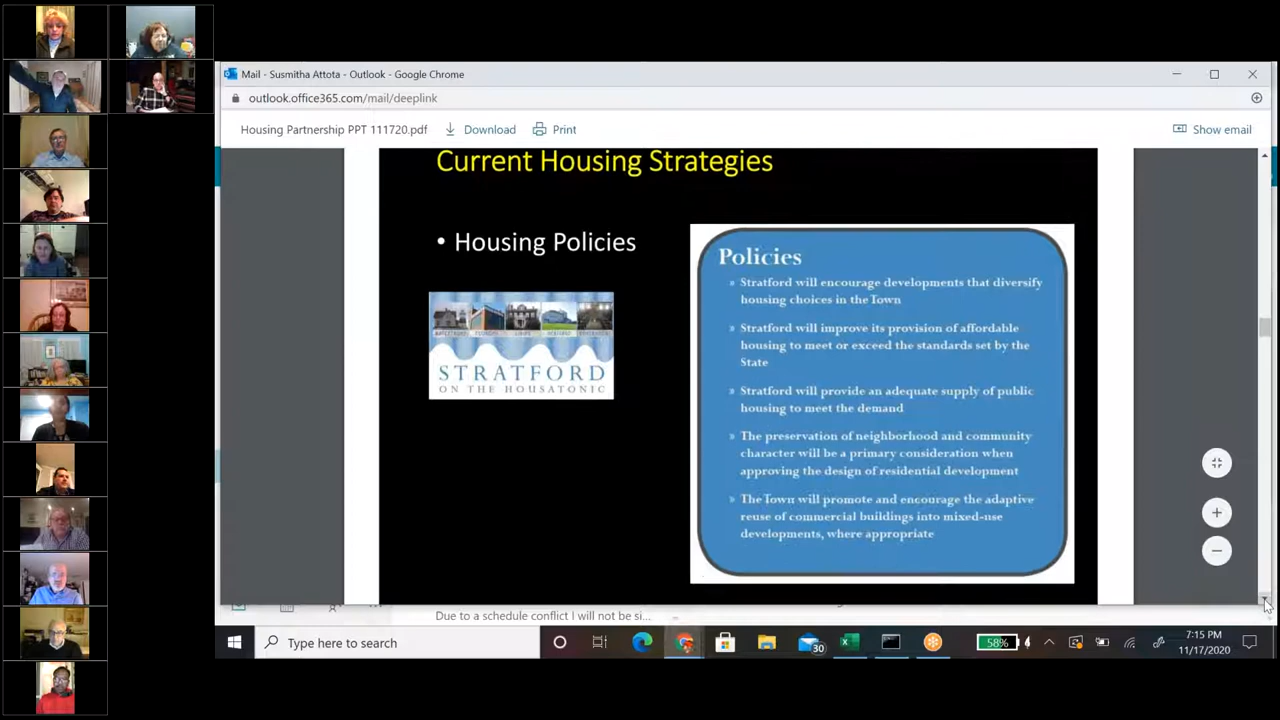 Mail - Susmitha Attota - Outlook - Google Chrome
outlook.office365.com/mail/deeplink
Housing Partnership PPT 111720.pdf
Download
Print
Show email
Current Housing Strategies
• Housing Policies
STRATFORD
ON THE HOUSATONIC
Policies
» Stratford will encourage developments that diversify
housing choices in the Town
» Stratford will improve its provision of affordable
housing to meet or exceed the standards set by the
State
» Stratford will provide an adequate supply of public
housing to meet the demand
» The preservation of neighborhood and community
character will be a primary consideration when
approving the design of residential development
» The Town will promote and encourage the adaptive
reuse of commercial buildings into mixed-use
developments, where appropriate
Due to a schedule conflict I will not be si...
Type here to search
30
58%
7:15 PM
11/17/2020